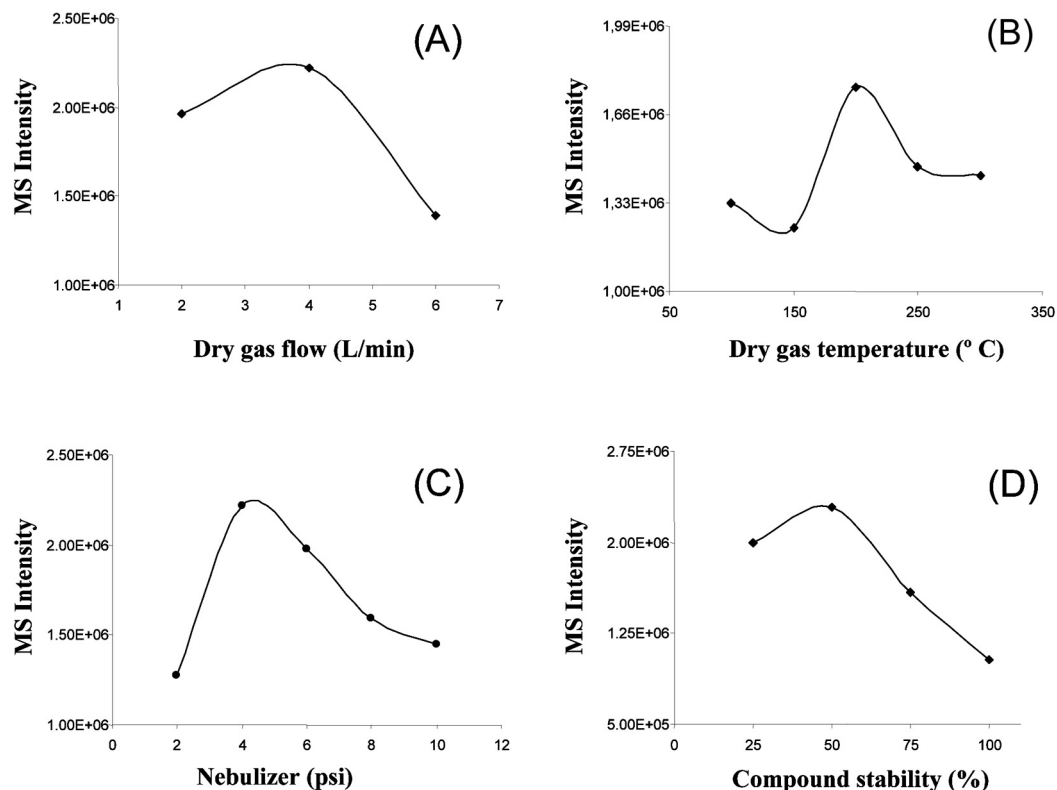 (A)
MS Intensity
2.50E+06
2.00E+06
1.50E+06
1.00E+06
1 2 3 4 5 6 7
Dry gas flow (L/min)
(B)
MS Intensity
1,99E+06
1,66E+06
1,33E+06
1,00E+06
50 150 250 350
Dry gas temperature (º C)
(C)
MS Intensity
2.50E+06
2.00E+06
1.50E+06
1.00E+06
0 2 4 6 8 10 12
Nebulizer (psi)
(D)
MS Intensity
2.75E+06
2.00E+06
1.25E+06
5.00E+05
0 25 50 75 100
Compound stability (%)